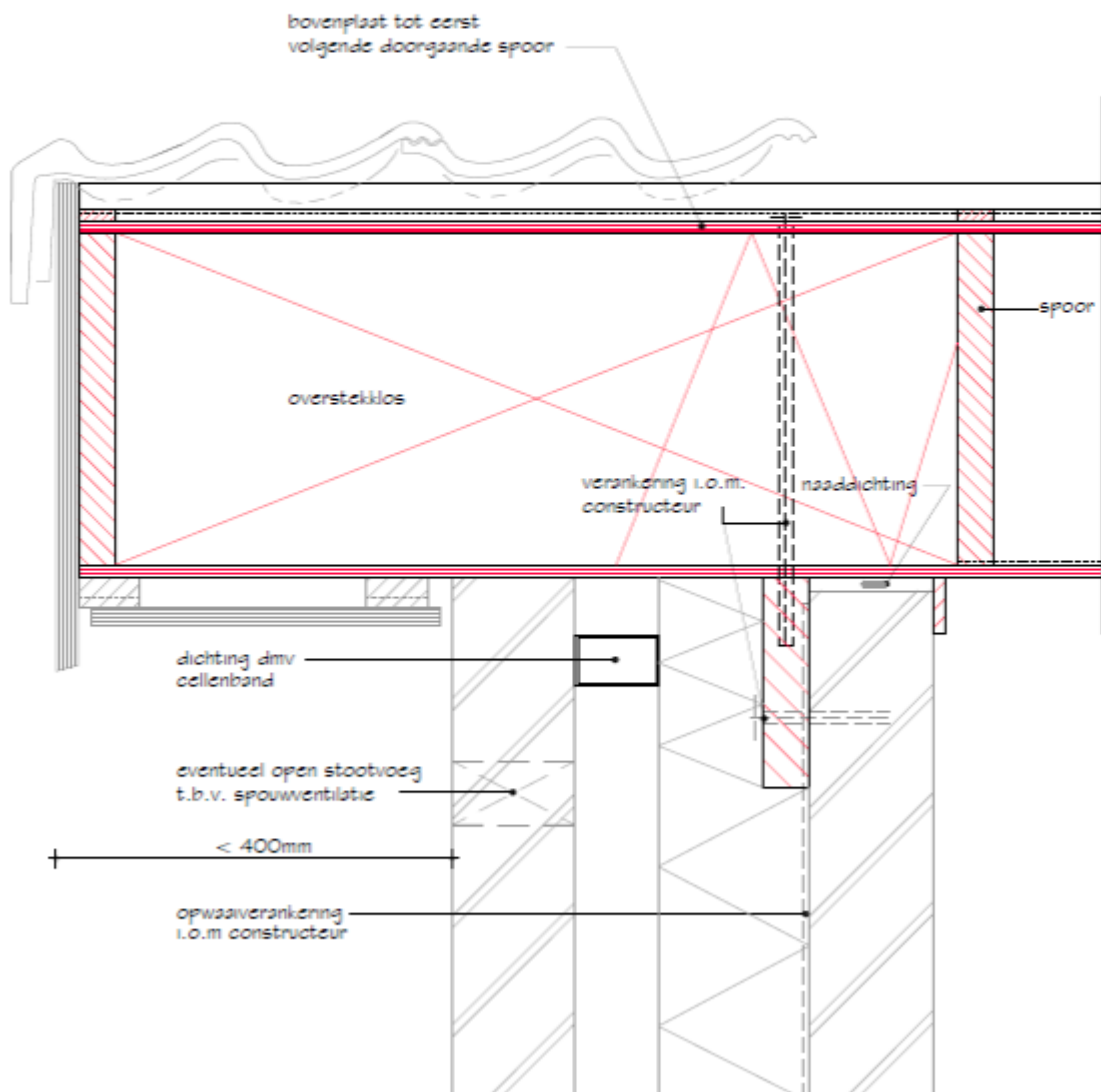 bovenplaat tot eerst
volgende doorgaande spoor
spoor
overstekklos
verankering i.o.m.
constructeur
naaddichting
dichting dmv
cellenband
eventueel open stootvoeg
t.b.v. spouwventilatie
< 400mm
opwaaiverankering
i.o.m constructeur